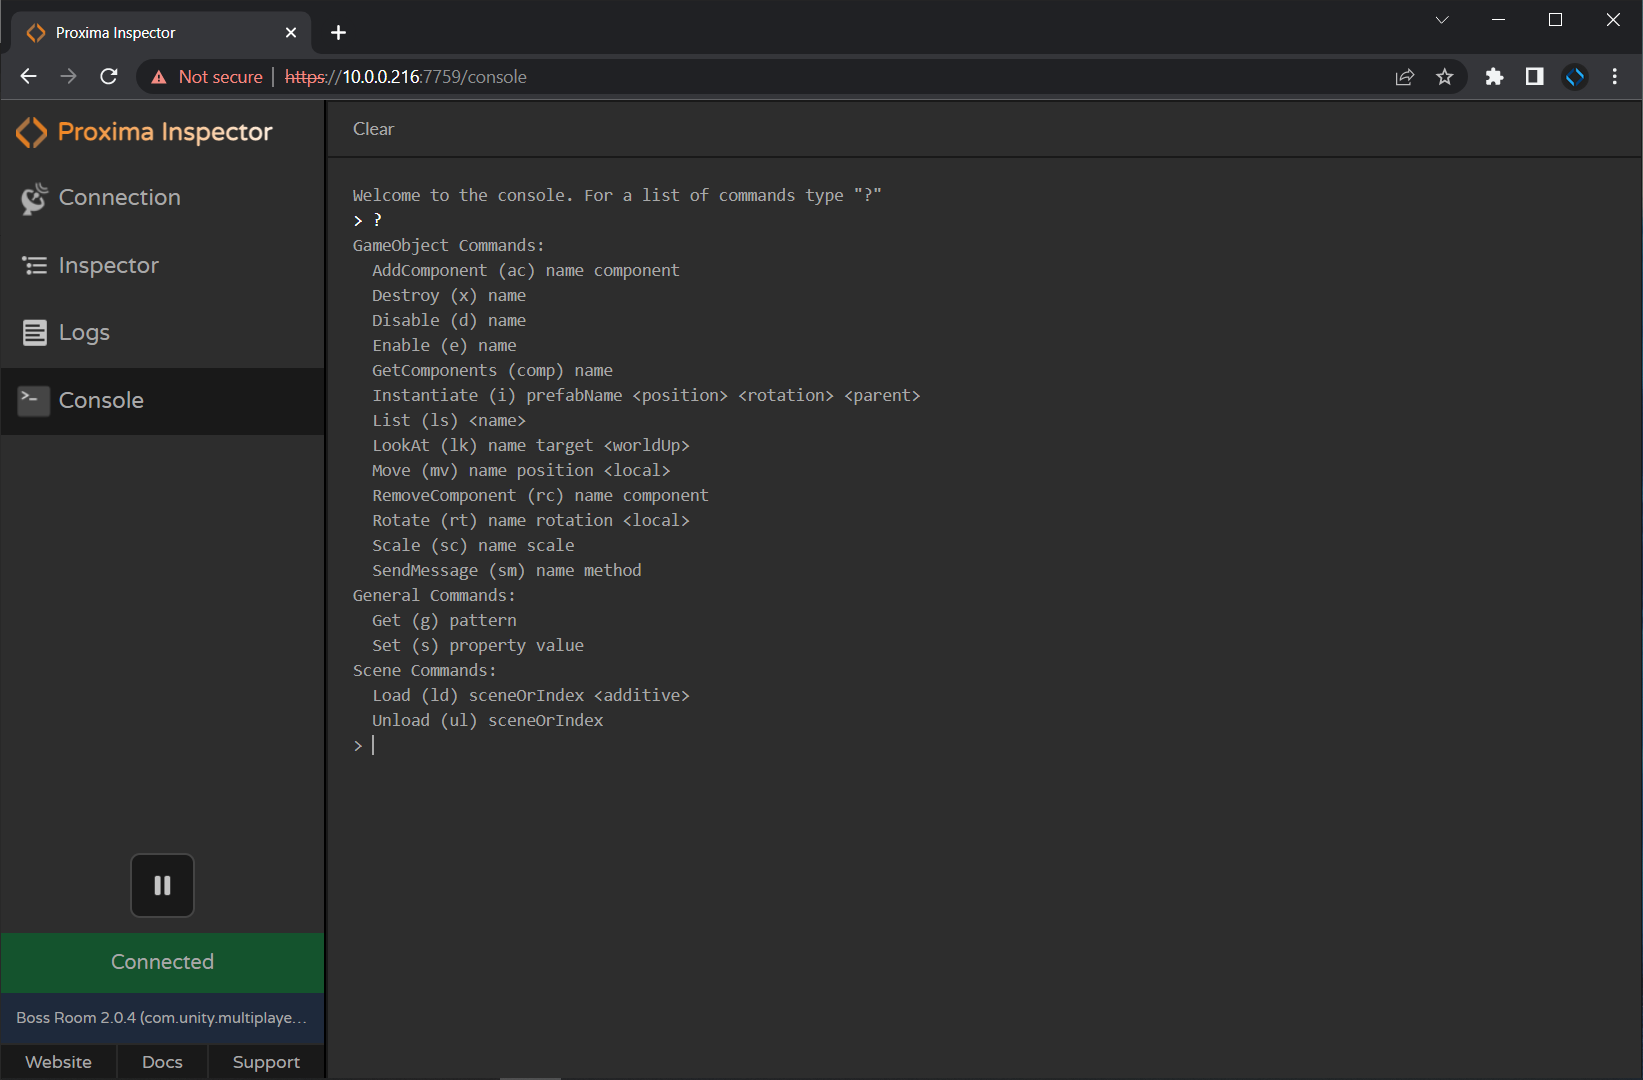 Proxima Inspector
Not secure | https://10.0.0.216:7759/console
Proxima Inspector
Connection
Inspector
Logs
Console
Connected
Boss Room 2.0.4 (com.unity.multiplaye...
Website
Docs
Support
Clear
Welcome to the console. For a list of commands type "?"
> ?
GameObject Commands:
AddComponent (ac) name component
Destroy (x) name
Disable (d) name
Enable (e) name
GetComponents (comp) name
Instantiate (i) prefabName <position> <rotation> <parent>
List (ls) <name>
LookAt (lk) name target <worldUp>
Move (mv) name position <local>
RemoveComponent (rc) name component
Rotate (rt) name rotation <local>
Scale (sc) name scale
SendMessage (sm) name method
General Commands:
Get (g) pattern
Set (s) property value
Scene Commands:
Load (ld) sceneOrIndex <additive>
Unload (ul) sceneOrIndex
>